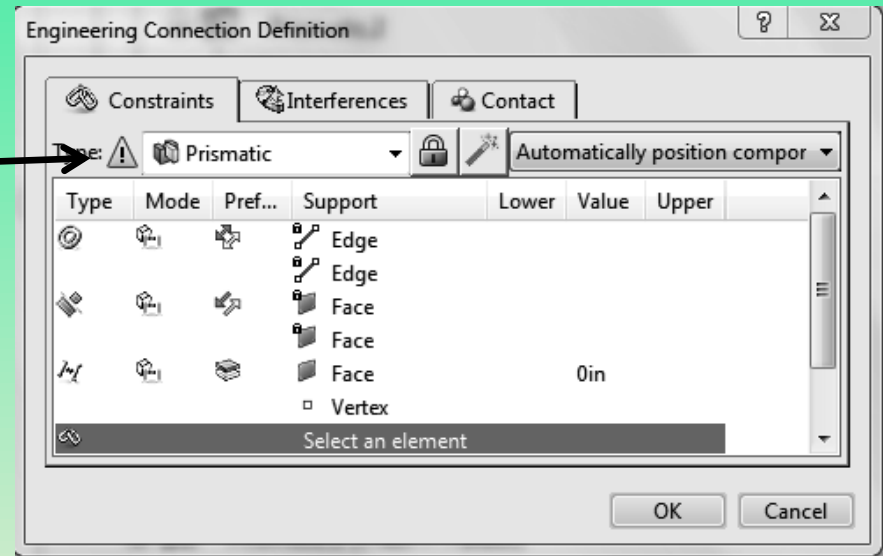 Engineering Connection Definition
Constraints Interferences Contact
Type: Prismatic Automatically position compor
Type Mode Pref... Support Lower Value Upper
Edge
Edge
Face
Face
Face 0in
Vertex
Select an element
OK Cancel